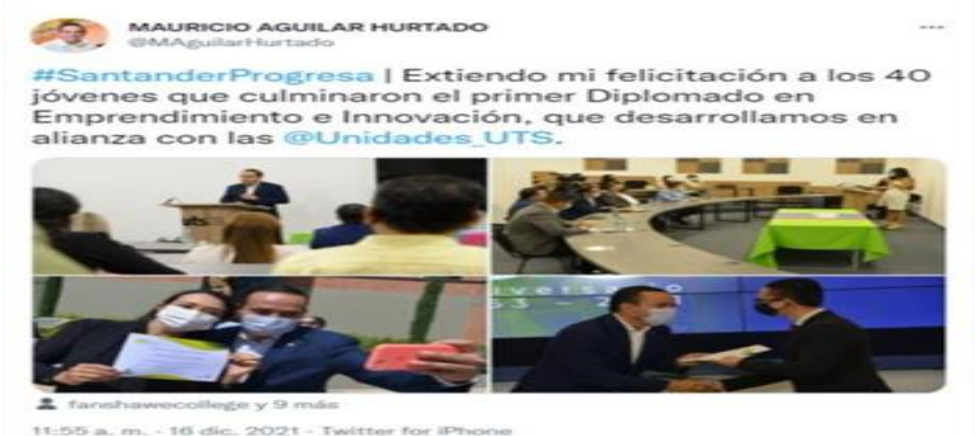 MAURICIO AGUILAR HURTADO
@MAguilarHurtado
#SantanderProgresa | Extiendo mi felicitación a los 40
jóvenes que culminaron el primer Diplomado en
Emprendimiento e Innovación, que desarrollamos en
alianza con las @Unidades_UTS.
uts
fanshawecollege y 9 más
11:55 a. m. - 16 dic. 2021 - Twitter for iPhone